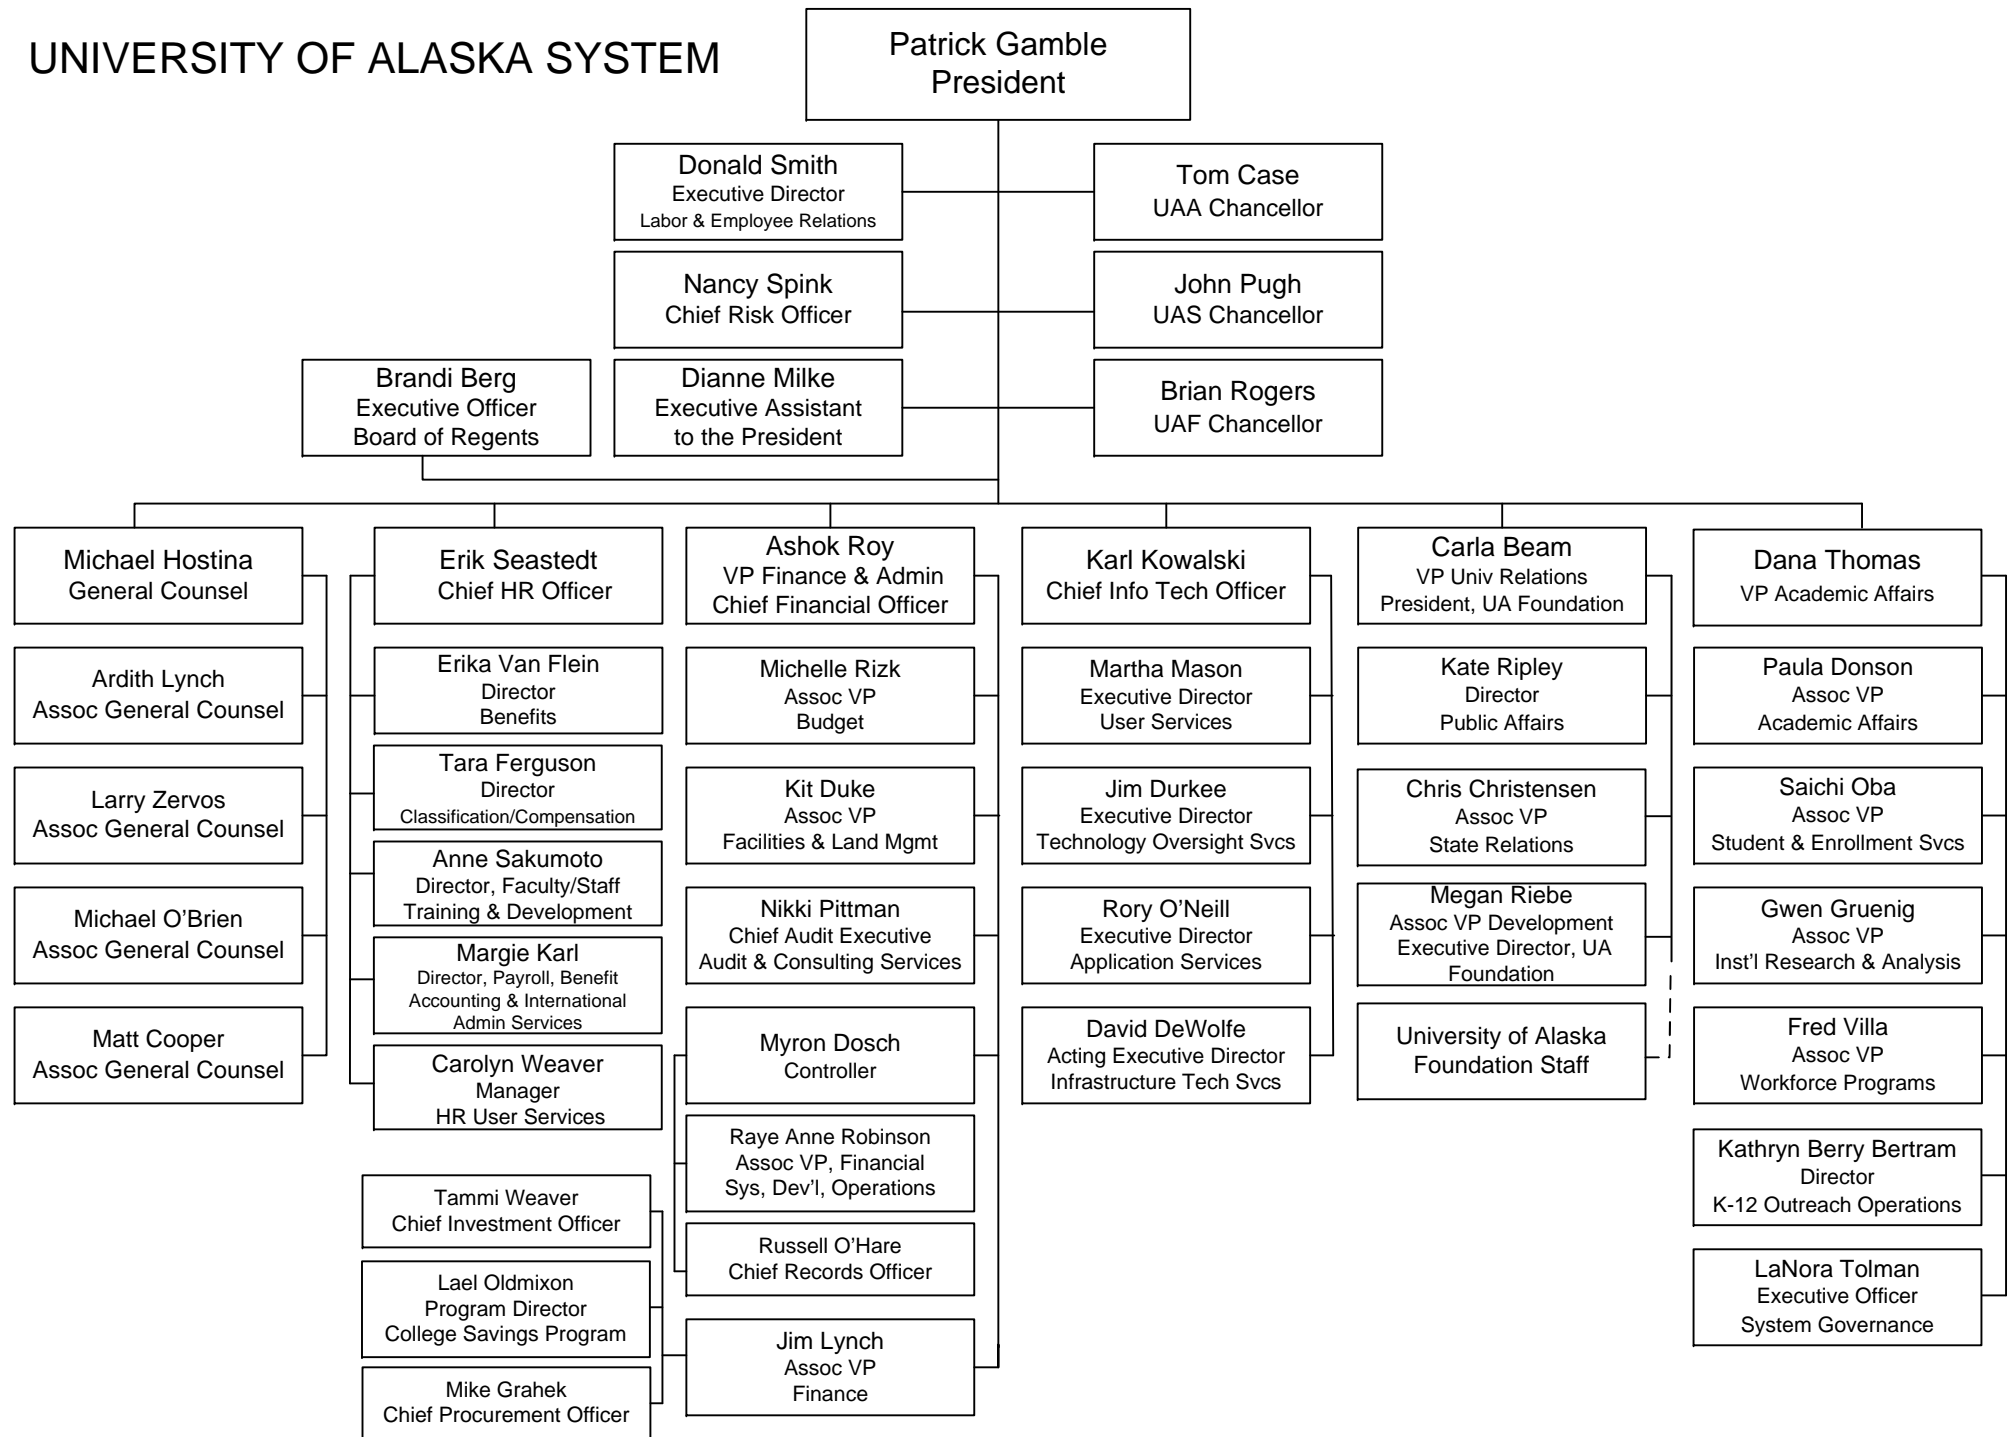 UNIVERSITY OF ALASKA SYSTEM
Patrick Gamble
President
Donald Smith
Executive Director
Labor & Employee Relations
Tom Case
UAA Chancellor
Nancy Spink
Chief Risk Officer
John Pugh
UAS Chancellor
Brandi Berg
Executive Officer
Board of Regents
Dianne Milke
Executive Assistant
to the President
Brian Rogers
UAF Chancellor
Michael Hostina
General Counsel
Ardith Lynch
Assoc General Counsel
Larry Zervos
Assoc General Counsel
Michael O’Brien
Assoc General Counsel
Matt Cooper
Assoc General Counsel
Erik Seastedt
Chief HR Officer
Erika Van Flein
Director
Benefits
Tara Ferguson
Director
Classification/Compensation
Anne Sakumoto
Director, Faculty/Staff
Training & Development
Margie Karl
Director, Payroll, Benefit
Accounting & International
Admin Services
Carolyn Weaver
Manager
HR User Services
Ashok Roy
VP Finance & Admin
Chief Financial Officer
Michelle Rizk
Assoc VP
Budget
Kit Duke
Assoc VP
Facilities & Land Mgmt
Nikki Pittman
Chief Audit Executive
Audit & Consulting Services
Myron Dosch
Controller
Raye Anne Robinson
Assoc VP, Financial
Sys, Dev’l, Operations
Russell O’Hare
Chief Records Officer
Jim Lynch
Assoc VP
Finance
Tammi Weaver
Chief Investment Officer
Lael Oldmixon
Program Director
College Savings Program
Mike Grahek
Chief Procurement Officer
Karl Kowalski
Chief Info Tech Officer
Martha Mason
Executive Director
User Services
Jim Durkee
Executive Director
Technology Oversight Svcs
Rory O’Neill
Executive Director
Application Services
David DeWolfe
Acting Executive Director
Infrastructure Tech Svcs
Carla Beam
VP Univ Relations
President, UA Foundation
Kate Ripley
Director
Public Affairs
Chris Christensen
Assoc VP
State Relations
Megan Riebe
Assoc VP Development
Executive Director, UA
Foundation
University of Alaska
Foundation Staff
Dana Thomas
VP Academic Affairs
Paula Donson
Assoc VP
Academic Affairs
Saichi Oba
Assoc VP
Student & Enrollment Svcs
Gwen Gruenig
Assoc VP
Inst’l Research & Analysis
Fred Villa
Assoc VP
Workforce Programs
Kathryn Berry Bertram
Director
K-12 Outreach Operations
LaNora Tolman
Executive Officer
System Governance